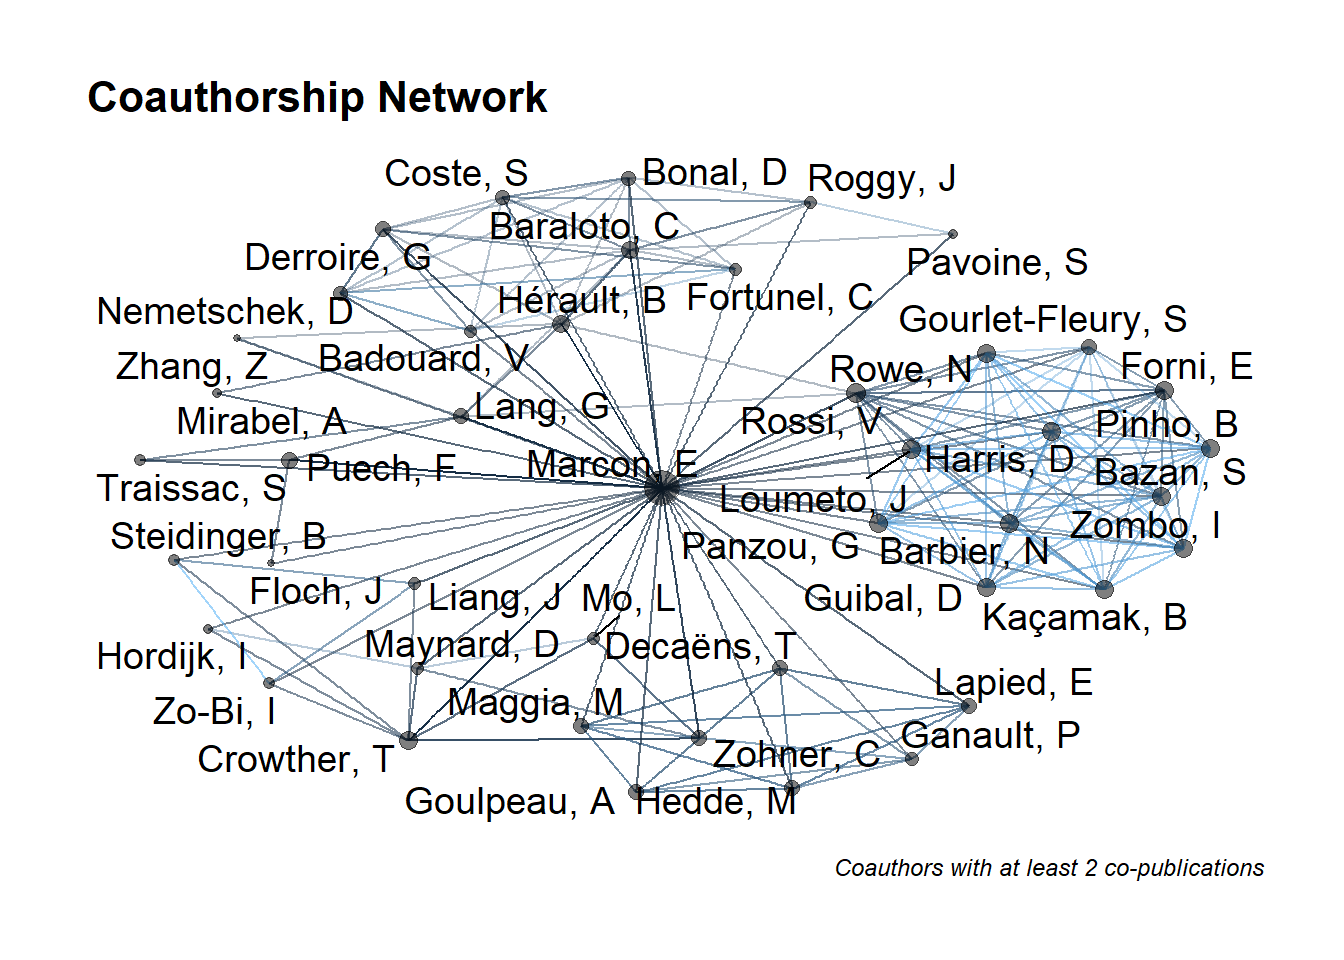 Coauthorship Network
Coste, S
Bonal, D
Roggy, J
Baraloto, C
Derroire, G
Pavoine, S
Nemetschek, D
Hérault, B
Fortunel, C
Gourlet-Fleury, S
Zhang, Z
Badouard, V
Rowe, N
Forni, E
Mirabel, A
Lang, G
Rossi, V
Pinho, B
Traissac, S
Puech, F
Marcon, E
Harris, D
Bazan, S
Loumeto, J
Steidinger, B
Panzou, G
Barbier, N
Zombo, I
Floch, J
Liang, J
Mo, L
Guibal, D
Kaçamak, B
Hordijk, I
Maynard, D
Decaëns, T
Zo-Bi, I
Maggia, M
Lapied, E
Crowther, T
Zohner, C
Ganault, P
Goulpeau, A
Hedde, M
Coauthors with at least 2 co-publications